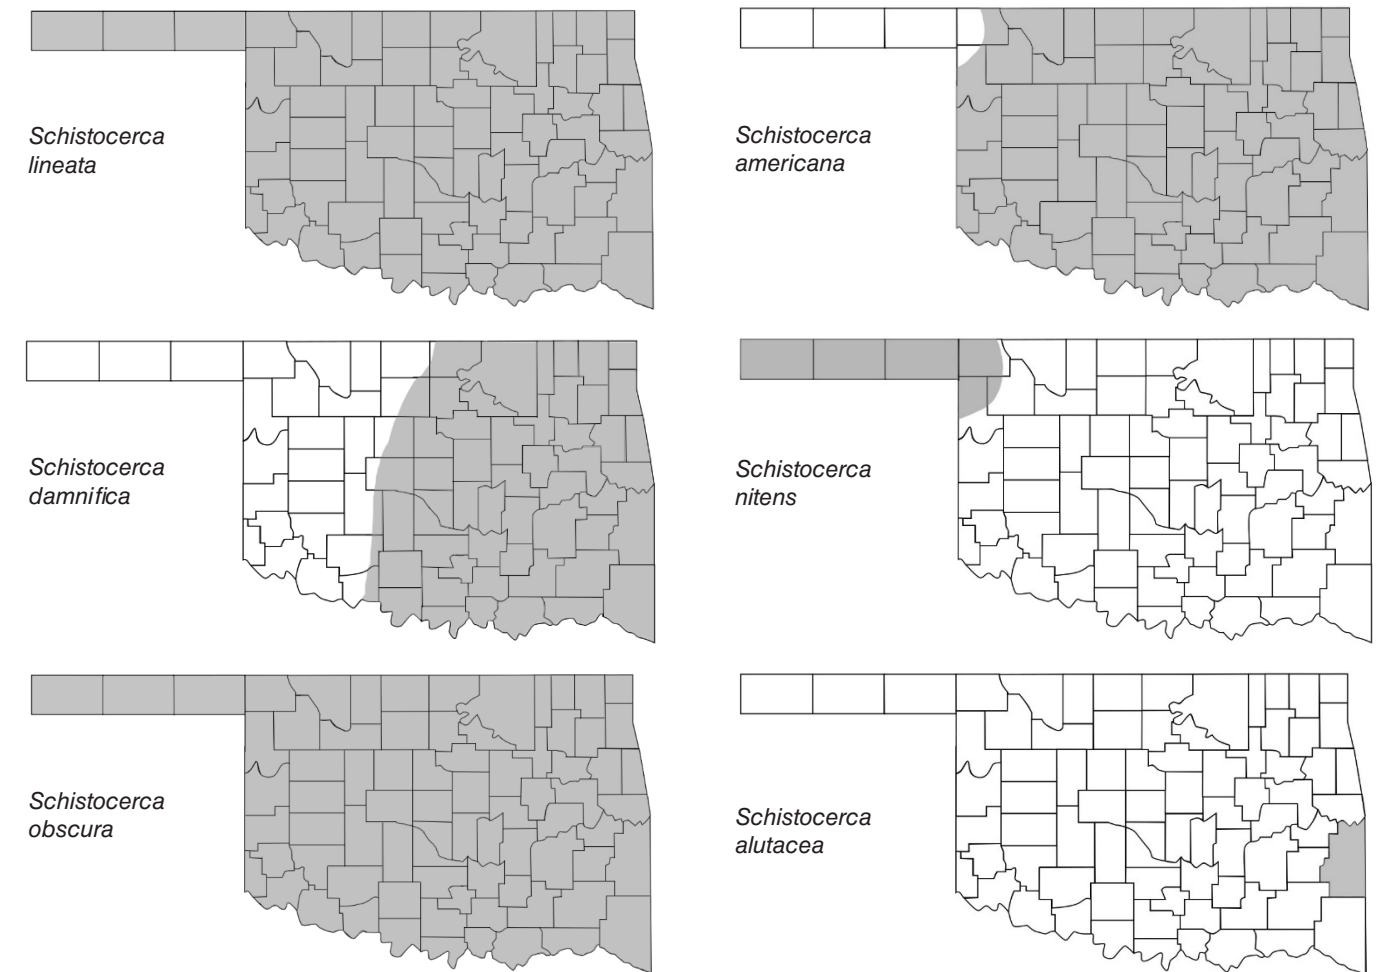 Schistocerca
lineata
Schistocerca
americana
Schistocerca
damnifica
Schistocerca
nitens
Schistocerca
obscura
Schistocerca
alutacea